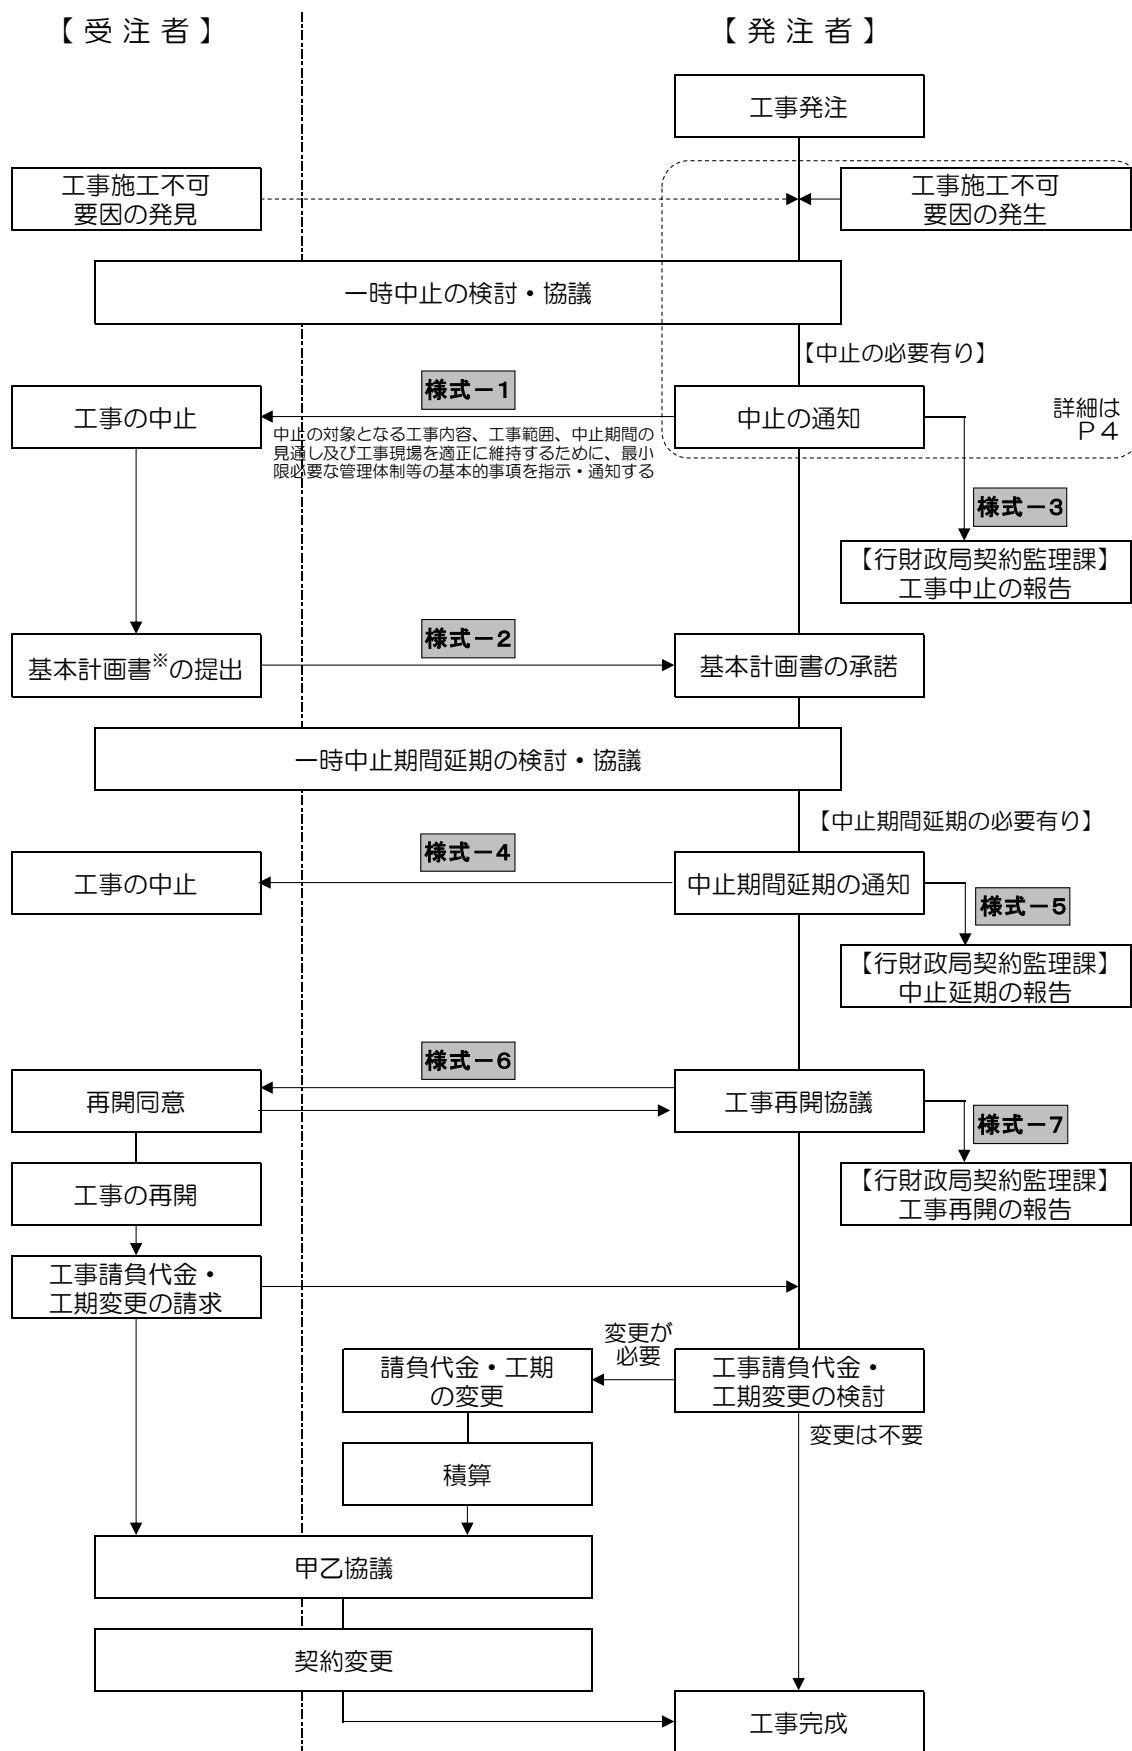 【 受 注 者 】
【 発 注 者 】
工事発注
工事施工不可
要因の発見
工事施工不可
要因の発生
一時中止の検討・協議
【中止の必要有り】
工事の中止
様式－1
中止の通知
詳細は
P４
中止の対象となる工事内容、工事範囲、中止期間の
見通し及び工事現場を適正に維持するために、最小
限必要な管理体制等の基本的事項を指示・通知する
様式－3
【行財政局契約監理課】
工事中止の報告
基本計画書※の提出
様式－2
基本計画書の承諾
一時中止期間延期の検討・協議
【中止期間延期の必要有り】
工事の中止
様式－4
中止期間延期の通知
様式－5
【行財政局契約監理課】
中止延期の報告
様式－6
再開同意
工事再開協議
様式－7
工事の再開
【行財政局契約監理課】
工事再開の報告
工事請負代金・
工期変更の請求
変更が
必要
請負代金・工期
の変更
工事請負代金・
工期変更の検討
変更は不要
積算
甲乙協議
契約変更
工事完成